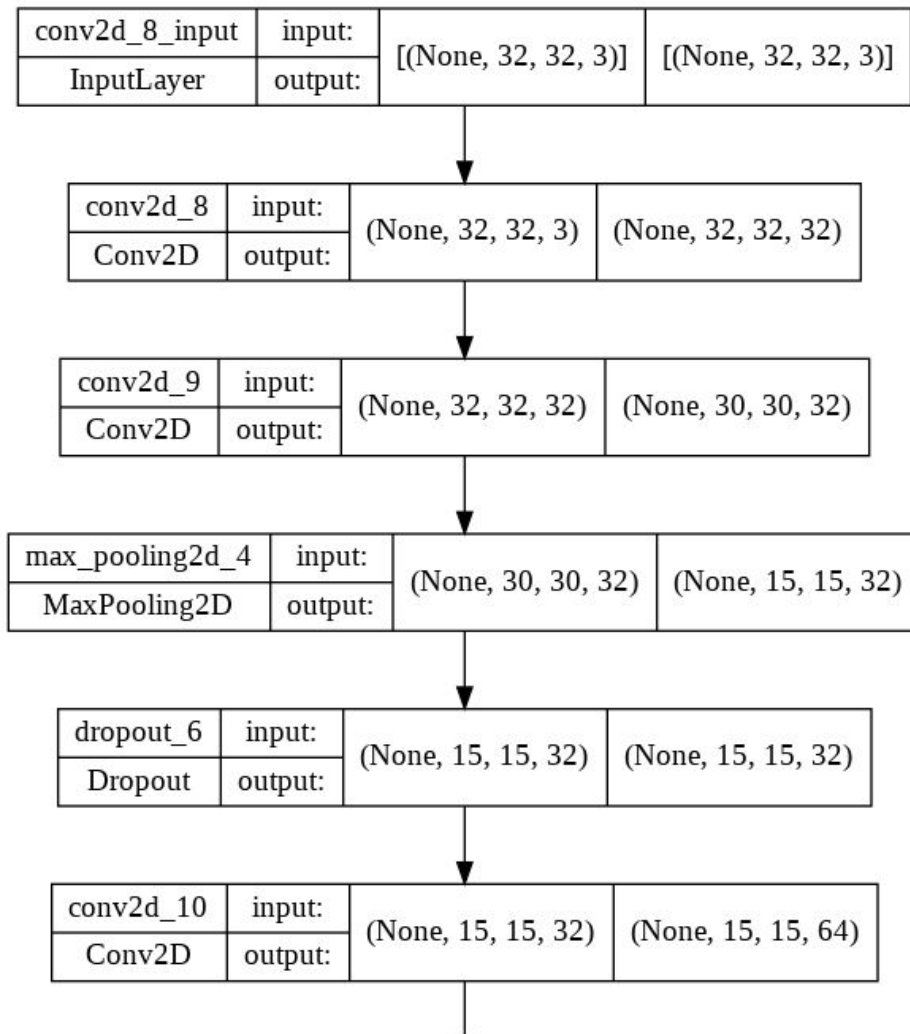 conv2d_8_input input: [(None, 32, 32, 3)] [(None, 32, 32, 3)]
InputLayer output:
conv2d_8 input: (None, 32, 32, 3) (None, 32, 32, 32)
Conv2D output:
conv2d_9 input: (None, 32, 32, 32) (None, 30, 30, 32)
Conv2D output:
max_pooling2d_4 input: (None, 30, 30, 32) (None, 15, 15, 32)
MaxPooling2D output:
dropout_6 input: (None, 15, 15, 32) (None, 15, 15, 32)
Dropout output:
conv2d_10 input: (None, 15, 15, 32) (None, 15, 15, 64)
Conv2D output: